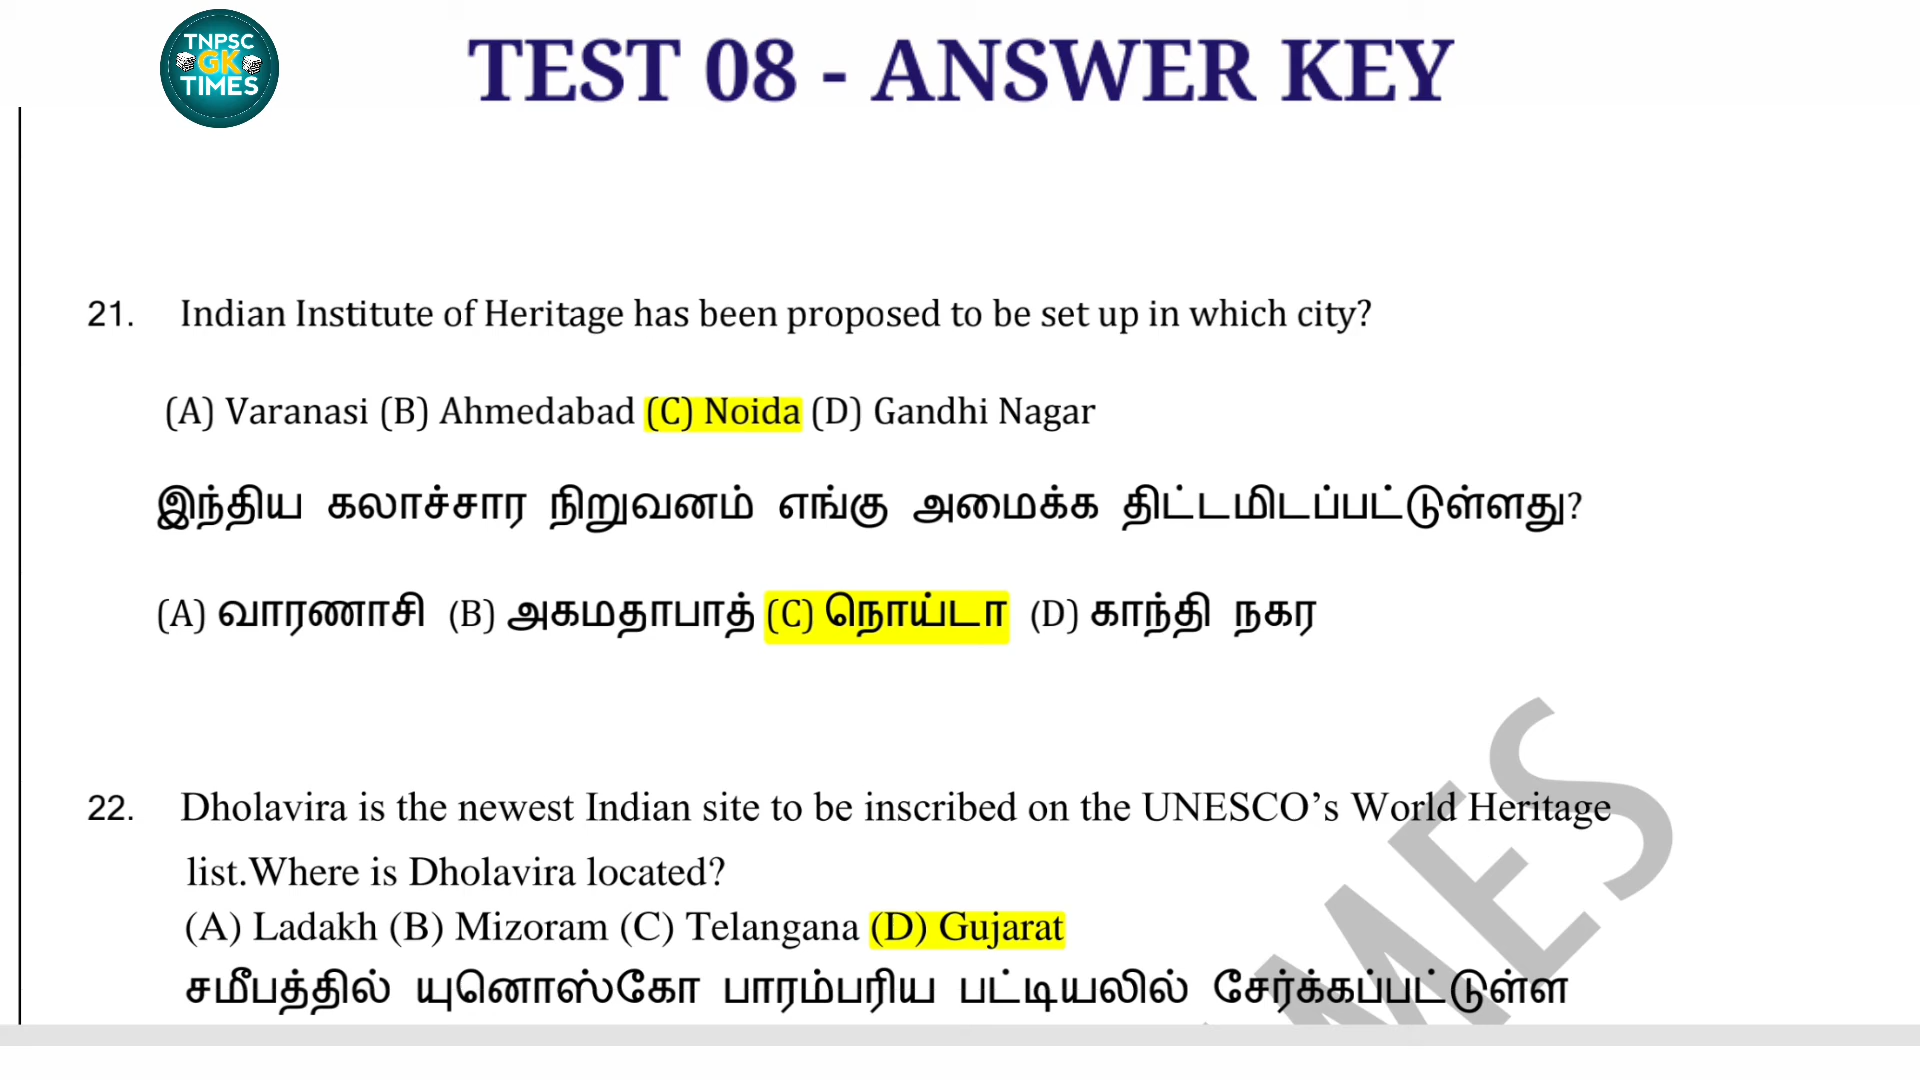 TNPSC
GK
TIMES
TEST 08 - ANSWER KEY
21. Indian Institute of Heritage has been proposed to be set up in which city?
(A) Varanasi (B) Ahmedabad (C) Noida (D) Gandhi Nagar
இந்திய கலாச்சார நிறுவனம் எங்கு அமைக்க திட்டமிடப்பட்டுள்ளது?
(A) வாரணாசி (B) அகமதாபாத் (C) நொய்டா (D) காந்தி நகர
22. Dholavira is the newest Indian site to be inscribed on the UNESCO’s World Heritage
list.Where is Dholavira located?
(A) Ladakh (B) Mizoram (C) Telangana (D) Gujarat
சமீபத்தில் யுனொஸ்கோ பாரம்பரிய பட்டியலில் சேர்க்கப்பட்டுள்ள
MES